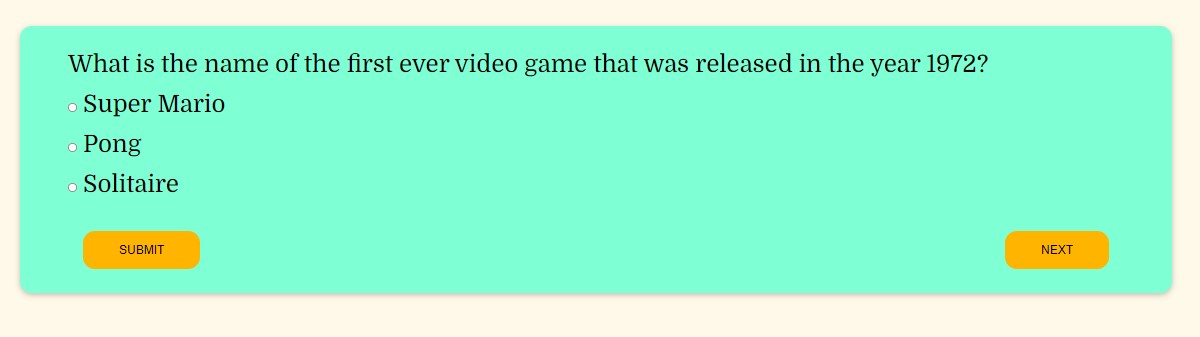 What is the name of the first ever video game that was released in the year 1972?
Super Mario
Pong
Solitaire
SUBMIT
NEXT